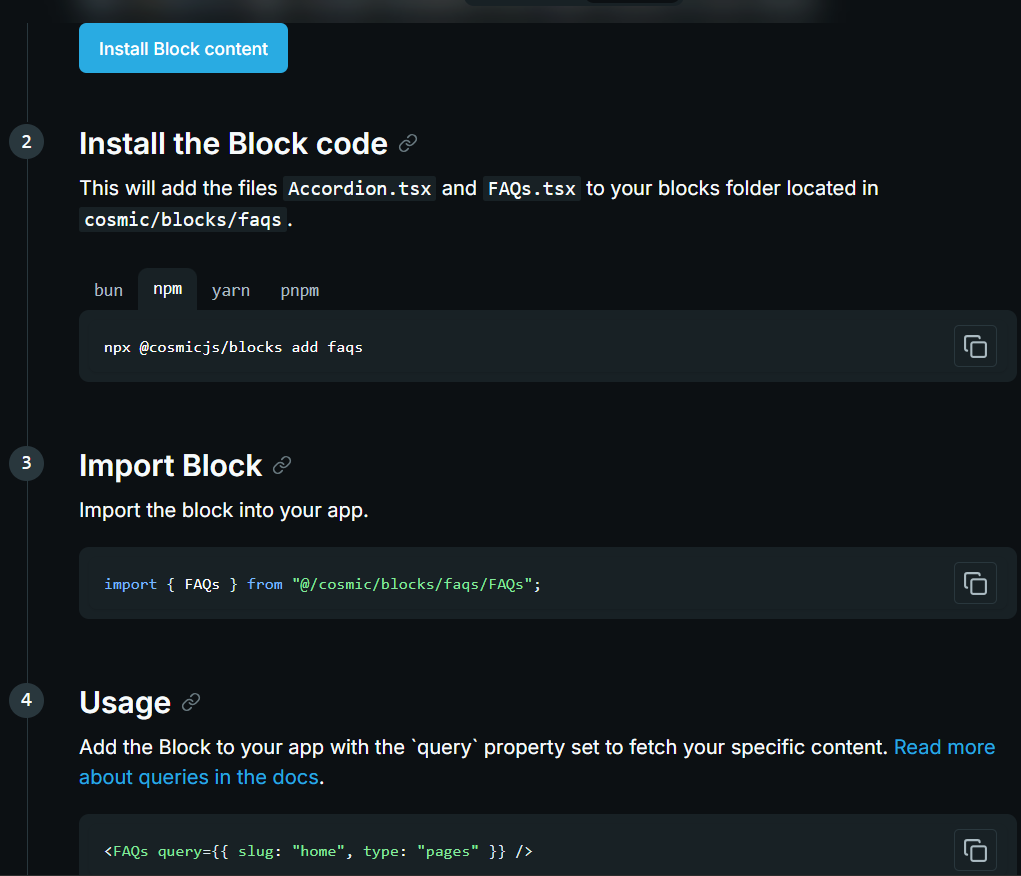 Install Block content
2
Install the Block code
This will add the files Accordion.tsx and FAQs.tsx to your blocks folder located in
cosmic/blocks/faqs.
bun npm yarn pnpm
npx @cosmicjs/blocks add faqs
3
Import Block
Import the block into your app.
import { FAQs } from "@/cosmic/blocks/faqs/FAQs";
4
Usage
Add the Block to your app with the `query` property set to fetch your specific content. Read more
about queries in the docs.
<FAQs query={{ slug: "home", type: "pages" }} />